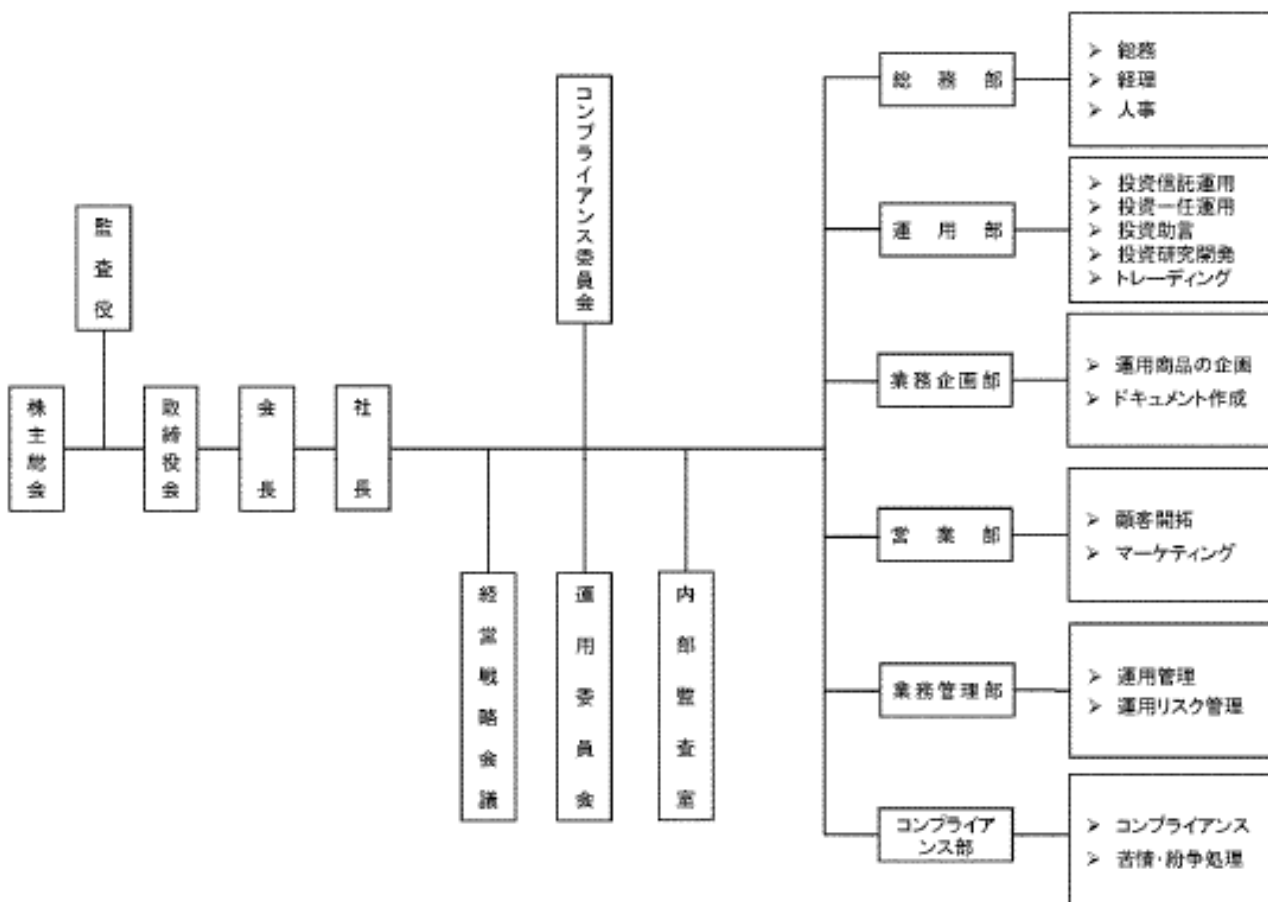 株主総会
監査役
取締役会
会長
社長
コンプライアンス委員会
経営戦略会議
運用委員会
内部監査室
総務部
➢ 総務
➢ 経理
➢ 人事
運用部
➢ 投資信託運用
➢ 投資一任運用
➢ 投資助言
➢ 投資研究開発
➢ トレーディング
業務企画部
➢ 運用商品の企画
➢ ドキュメント作成
営業部
➢ 顧客開拓
➢ マーケティング
業務管理部
➢ 運用管理
➢ 運用リスク管理
コンプライア
ンス部
➢ コンプライアンス
➢ 苦情・紛争処理